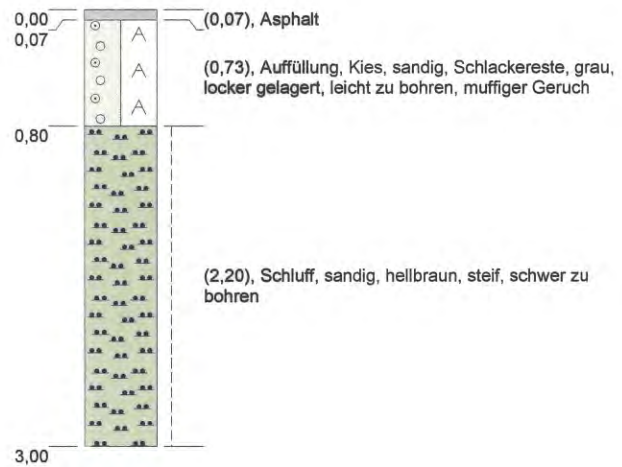 0,00
(0,07), Asphalt
0,07
A
(0,73), Auffüllung, Kies, sandig, Schlackereste, grau,
A
locker gelagert, leicht zu bohren, muffiger Geruch
A
0,80
(2,20), Schluff, sandig, hellbraun, steif, schwer zu
bohren
3,00